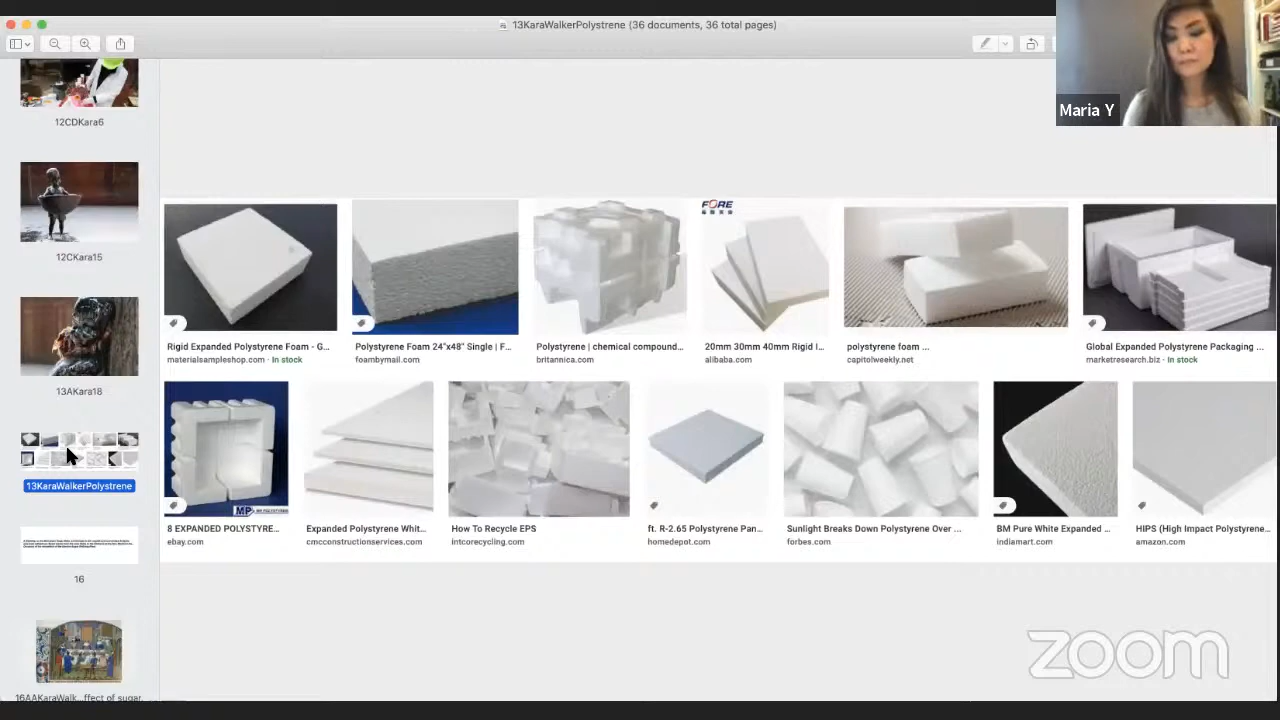 13KaraWalkerPolystrene (36 documents, 36 total pages)
Maria Y
12CDKara6
12CKara15
13AKara18
13KaraWalkerPolystrene
16
16AAKaraWalk...ffect of sugar.
FORE
Rigid Expanded Polystyrene Foam - G...
materialsampleshop.com · In stock
Polystyrene Foam 24"x48" Single | F...
foambymail.com
Polystyrene | chemical compound...
britannica.com
20mm 30mm 40mm Rigid I...
alibaba.com
polystyrene foam ...
capitolweekly.net
Global Expanded Polystyrene Packaging ...
marketresearch.biz · In stock
MP
8 EXPANDED POLYSTYRE...
ebay.com
Expanded Polystyrene Whit...
cmcconstructionservices.com
How To Recycle EPS
intcorecycling.com
ft. R-2.65 Polystyrene Pan...
homedepot.com
Sunlight Breaks Down Polystyrene Over ...
forbes.com
BM Pure White Expanded ...
indiamart.com
HIPS (High Impact Polystyrene...
amazon.com
zoom